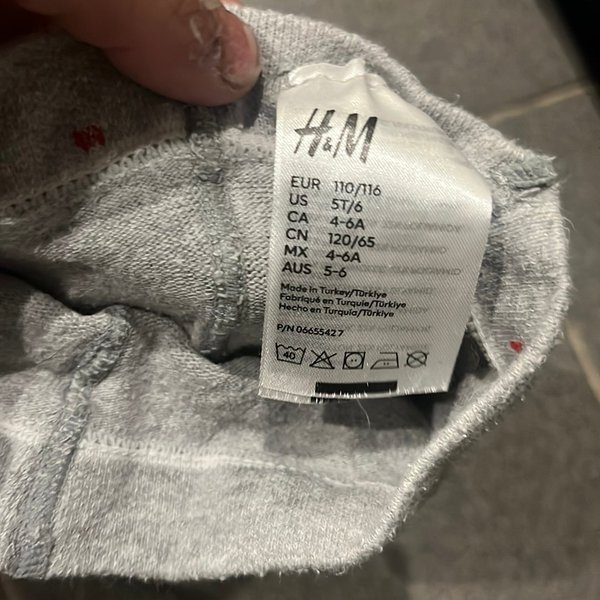 H&M
EUR 110/116
US 5T/6
CA 4-6A
CN 120/65
MX 4-6A
AUS 5-6
Made in Turkey/Türkiye
Fabriqué en Turquie/Türkiye
Hecho en Turquía/Türkiye
P/N 06655427
40